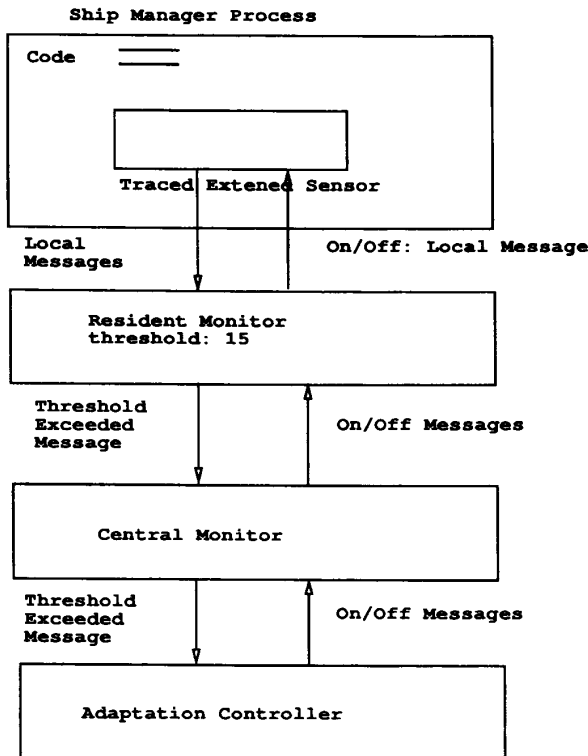 Ship Manager Process
Code
Traced Extened Sensor
Local
Messages
On/Off: Local Message
Resident Monitor
threshold: 15
Threshold
Exceeded
Message
On/Off Messages
Central Monitor
Threshold
Exceeded
Message
On/Off Messages
Adaptation Controller